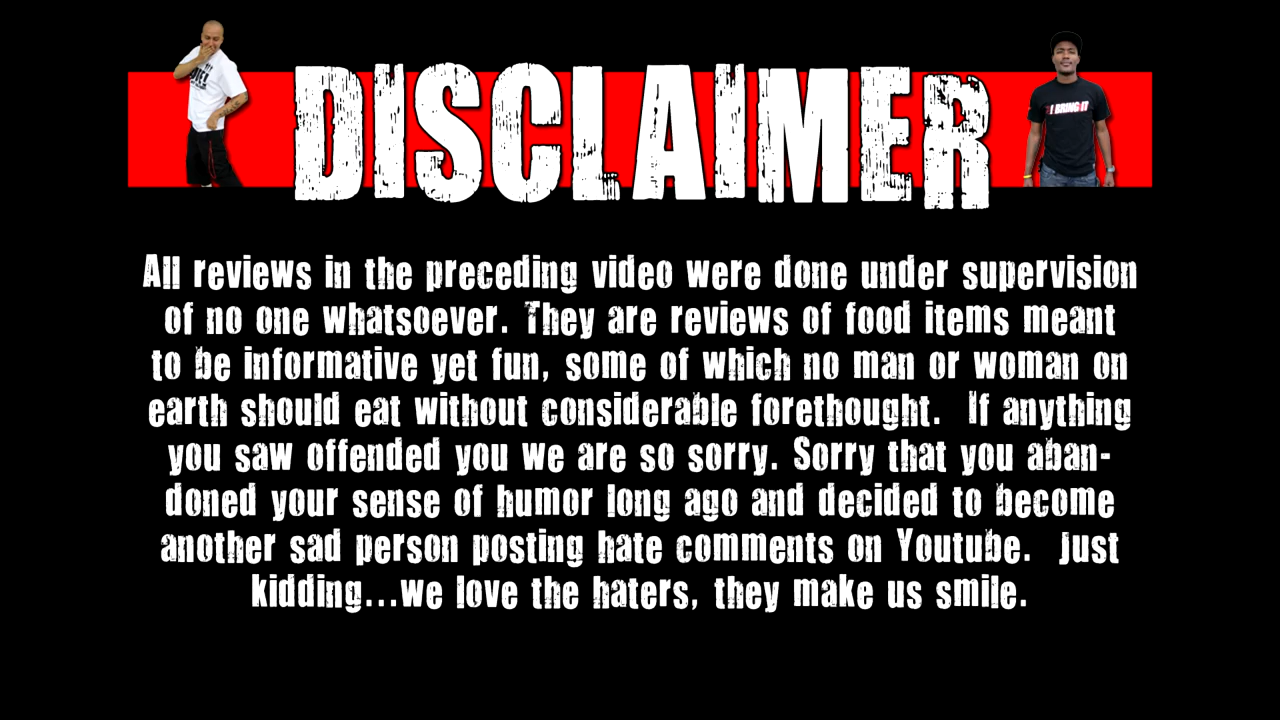 DISCLAIMER
! BRING IT
All reviews in the preceding video were done under supervision
of no one whatsoever. They are reviews of food items meant
to be informative yet fun, some of which no man or woman on
earth should eat without considerable forethought. If anything
you saw offended you we are so sorry. Sorry that you aban-
doned your sense of humor long ago and decided to become
another sad person posting hate comments on Youtube. Just
kidding...we love the haters, they make us smile.